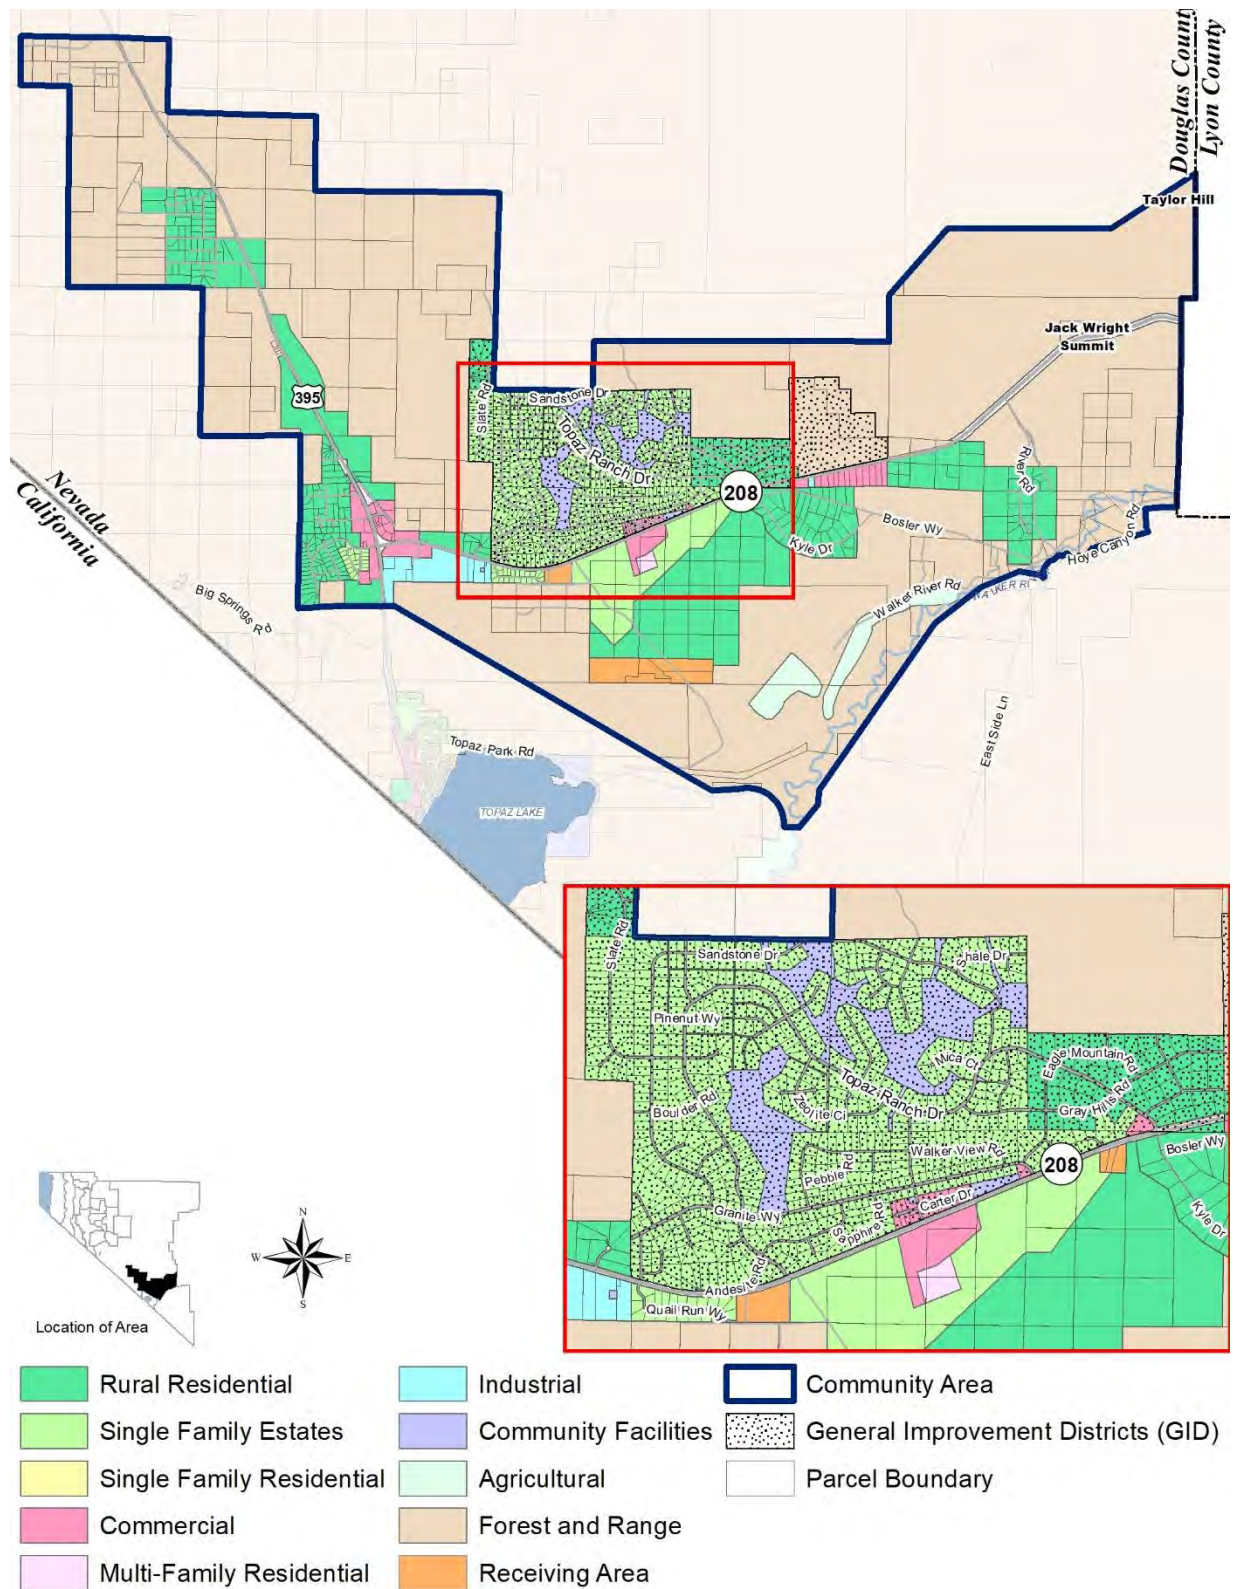 Douglas County
Lyon County
Taylor Hill
Jack Wright
Summit
395
Slate Rd
Sandstone Dr
Topaz Ranch Dr
208
River Rd
Bosler Wy
Kyle Dr
Hoye Canyon Rd
Nevada
California
Walker River Rd
Big Springs Rd
East Side Ln
Topaz Park Rd
TOPAZ LAKE
Slate Rd
Sandstone Dr
Shale Dr
Pinenut Wy
Mica Ct
Eagle Mountain Rd
Topaz Ranch Dr
Boulder Rd
Zeolite Ci
Gray Hills Rd
Walker View Rd
208
Bosler Wy
Pebble Rd
Carter Dr
Granite Wy
Sapphire Rd
Kyle Dr
Andesite Rd
Quail Run Wy
N
W
E
S
Location of Area
Rural Residential
Single Family Estates
Single Family Residential
Commercial
Multi-Family Residential
Industrial
Community Facilities
Agricultural
Forest and Range
Receiving Area
Community Area
General Improvement Districts (GID)
Parcel Boundary